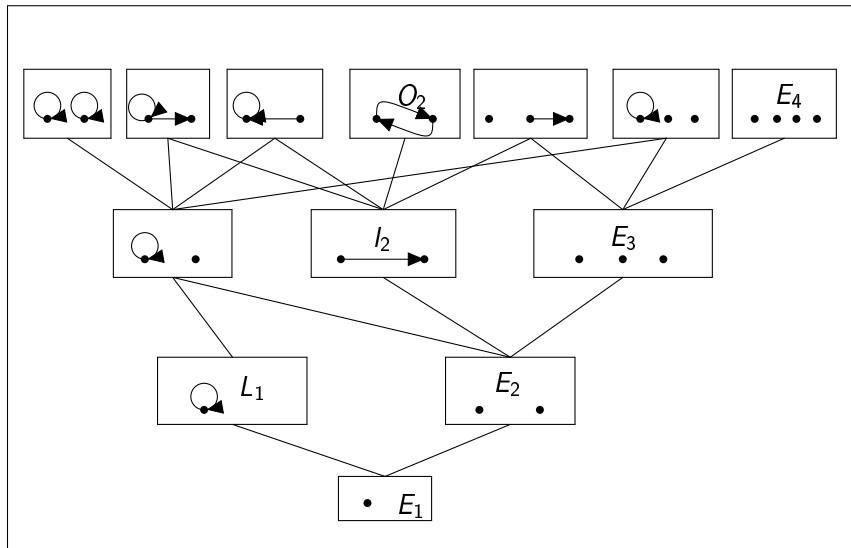 O₂
E₄
I₂
E₃
L₁
E₂
E₁